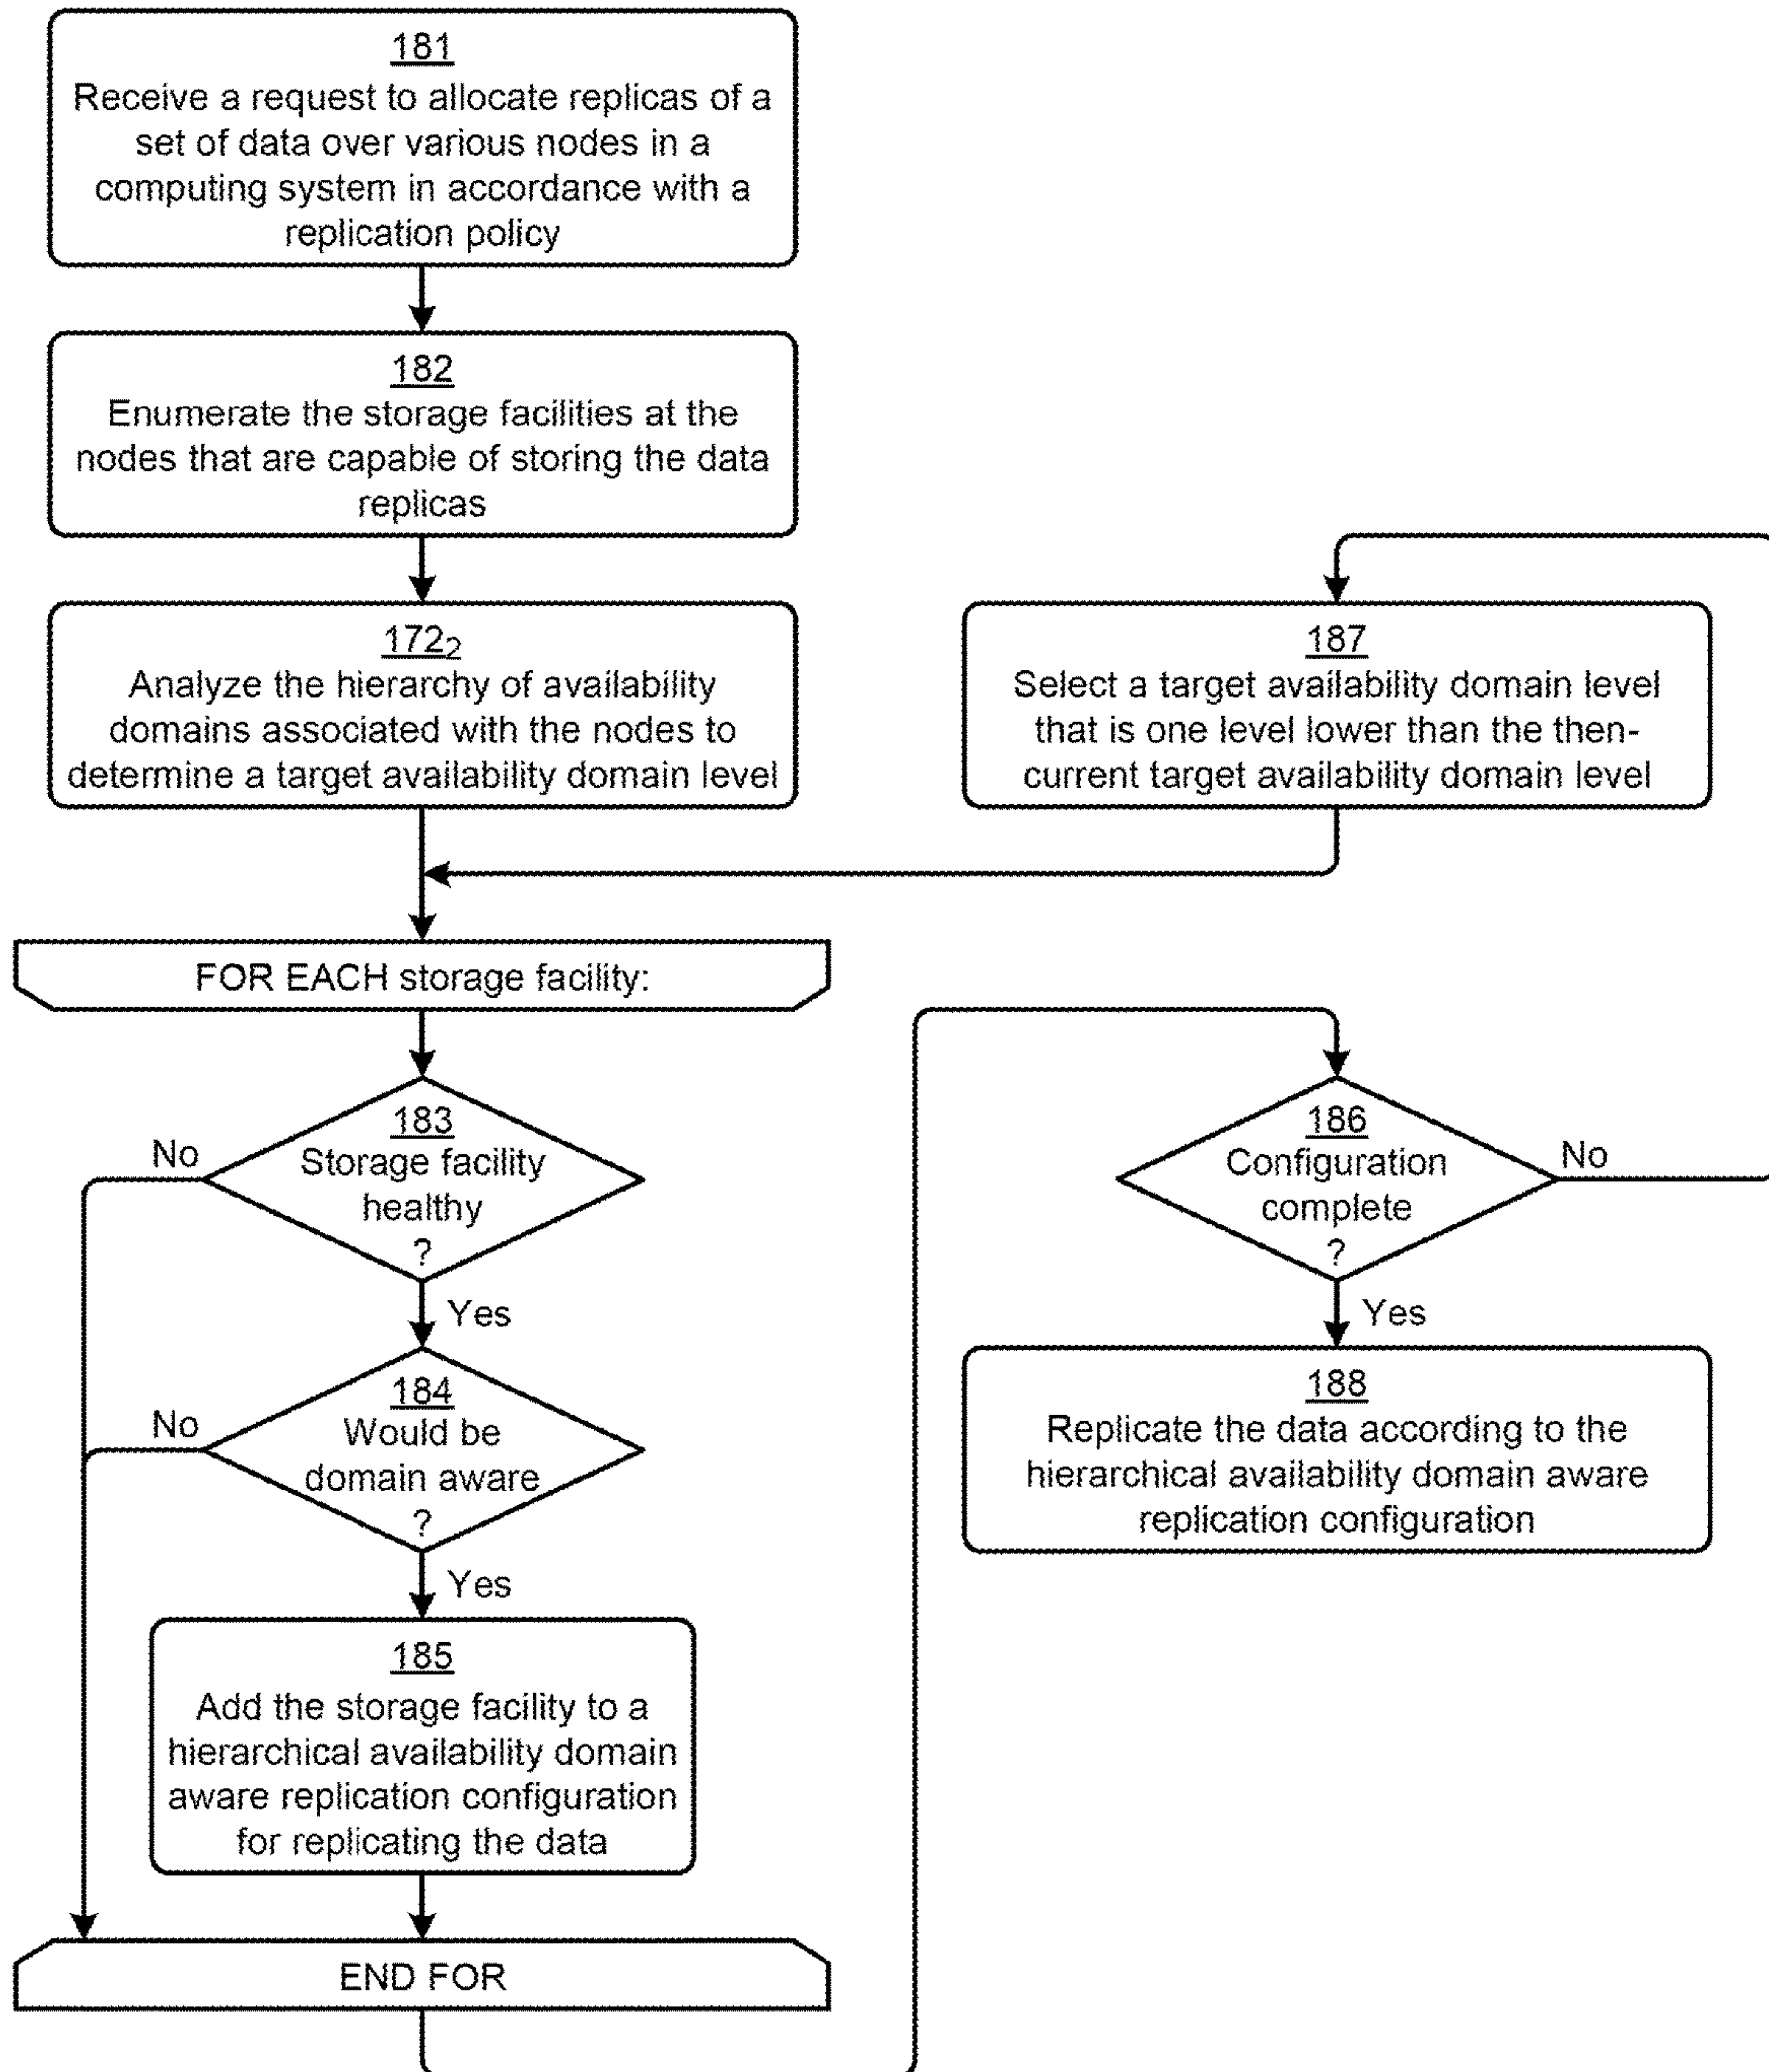 181
Receive a request to allocate replicas of a
set of data over various nodes in a
computing system in accordance with a
replication policy
182
Enumerate the storage facilities at the
nodes that are capable of storing the data
replicas
172₂
Analyze the hierarchy of availability
domains associated with the nodes to
determine a target availability domain level
187
Select a target availability domain level
that is one level lower than the then-
current target availability domain level
FOR EACH storage facility:
183
Storage facility
healthy
?
No
Yes
184
Would be
domain aware
?
No
Yes
185
Add the storage facility to a
hierarchical availability domain
aware replication configuration
for replicating the data
END FOR
186
Configuration
complete
?
No
Yes
188
Replicate the data according to the
hierarchical availability domain aware
replication configuration